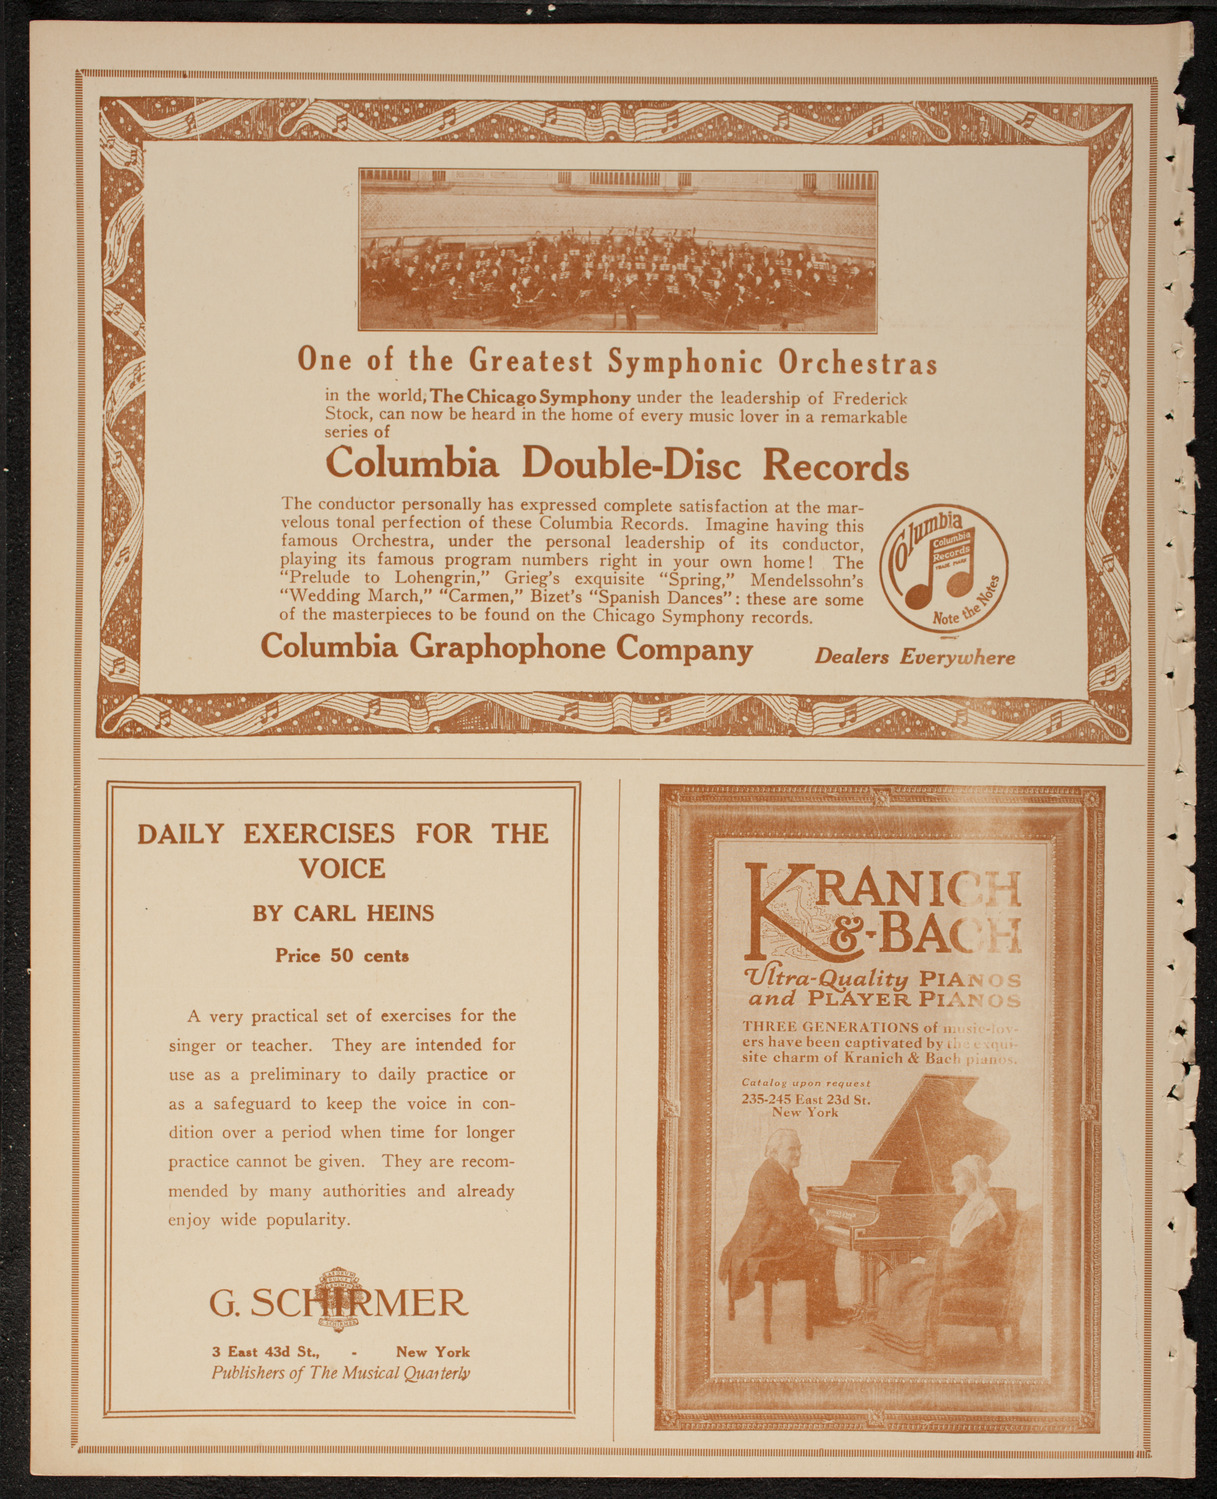 One of the Greatest Symphonic Orchestras
in the world, The Chicago Symphony under the leadership of Frederick
Stock, can now be heard in the home of every music lover in a remarkable
series of
Columbia Double-Disc Records
The conductor personally has expressed complete satisfaction at the mar-
velous tonal perfection of these Columbia Records. Imagine having this
famous Orchestra, under the personal leadership of its conductor,
playing its famous program numbers right in your own home! The
“Prelude to Lohengrin,” Grieg’s exquisite “Spring,” Mendelssohn’s
“Wedding March,” “Carmen,” Bizet’s “Spanish Dances”: these are some
of the masterpieces to be found on the Chicago Symphony records.
Columbia
Columbia
Records
TRADE MARK
Note the Notes
Columbia Graphophone Company
Dealers Everywhere
DAILY EXERCISES FOR THE
VOICE
BY CARL HEINS
Price 50 cents
A very practical set of exercises for the
singer or teacher. They are intended for
use as a preliminary to daily practice or
as a safeguard to keep the voice in con-
dition over a period when time for longer
practice cannot be given. They are recom-
mended by many authorities and already
enjoy wide popularity.
G. SCHIRMER
3 East 43d St., - New York
Publishers of The Musical Quarterly
KRANICH
&-BACH
Ultra-Quality PIANOS
and PLAYER PIANOS
THREE GENERATIONS of music-lov-
ers have been captivated by the exqui-
site charm of Kranich & Bach pianos.
Catalog upon request
235-245 East 23d St.
New York